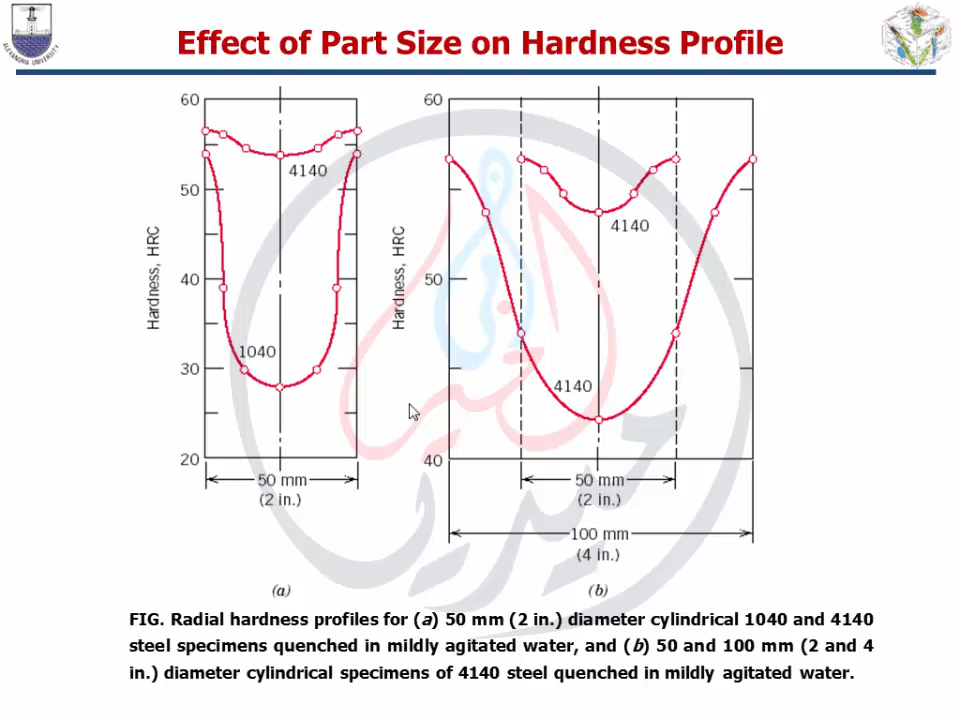 ALEXANDRIA UNIVERSITY
Effect of Part Size on Hardness Profile
60
50
40
30
20
Hardness, HRC
4140
1040
50 mm
(2 in.)
(a)
60
50
40
Hardness, HRC
4140
4140
50 mm
(2 in.)
100 mm
(4 in.)
(b)
FIG. Radial hardness profiles for (a) 50 mm (2 in.) diameter cylindrical 1040 and 4140
steel specimens quenched in mildly agitated water, and (b) 50 and 100 mm (2 and 4
in.) diameter cylindrical specimens of 4140 steel quenched in mildly agitated water.